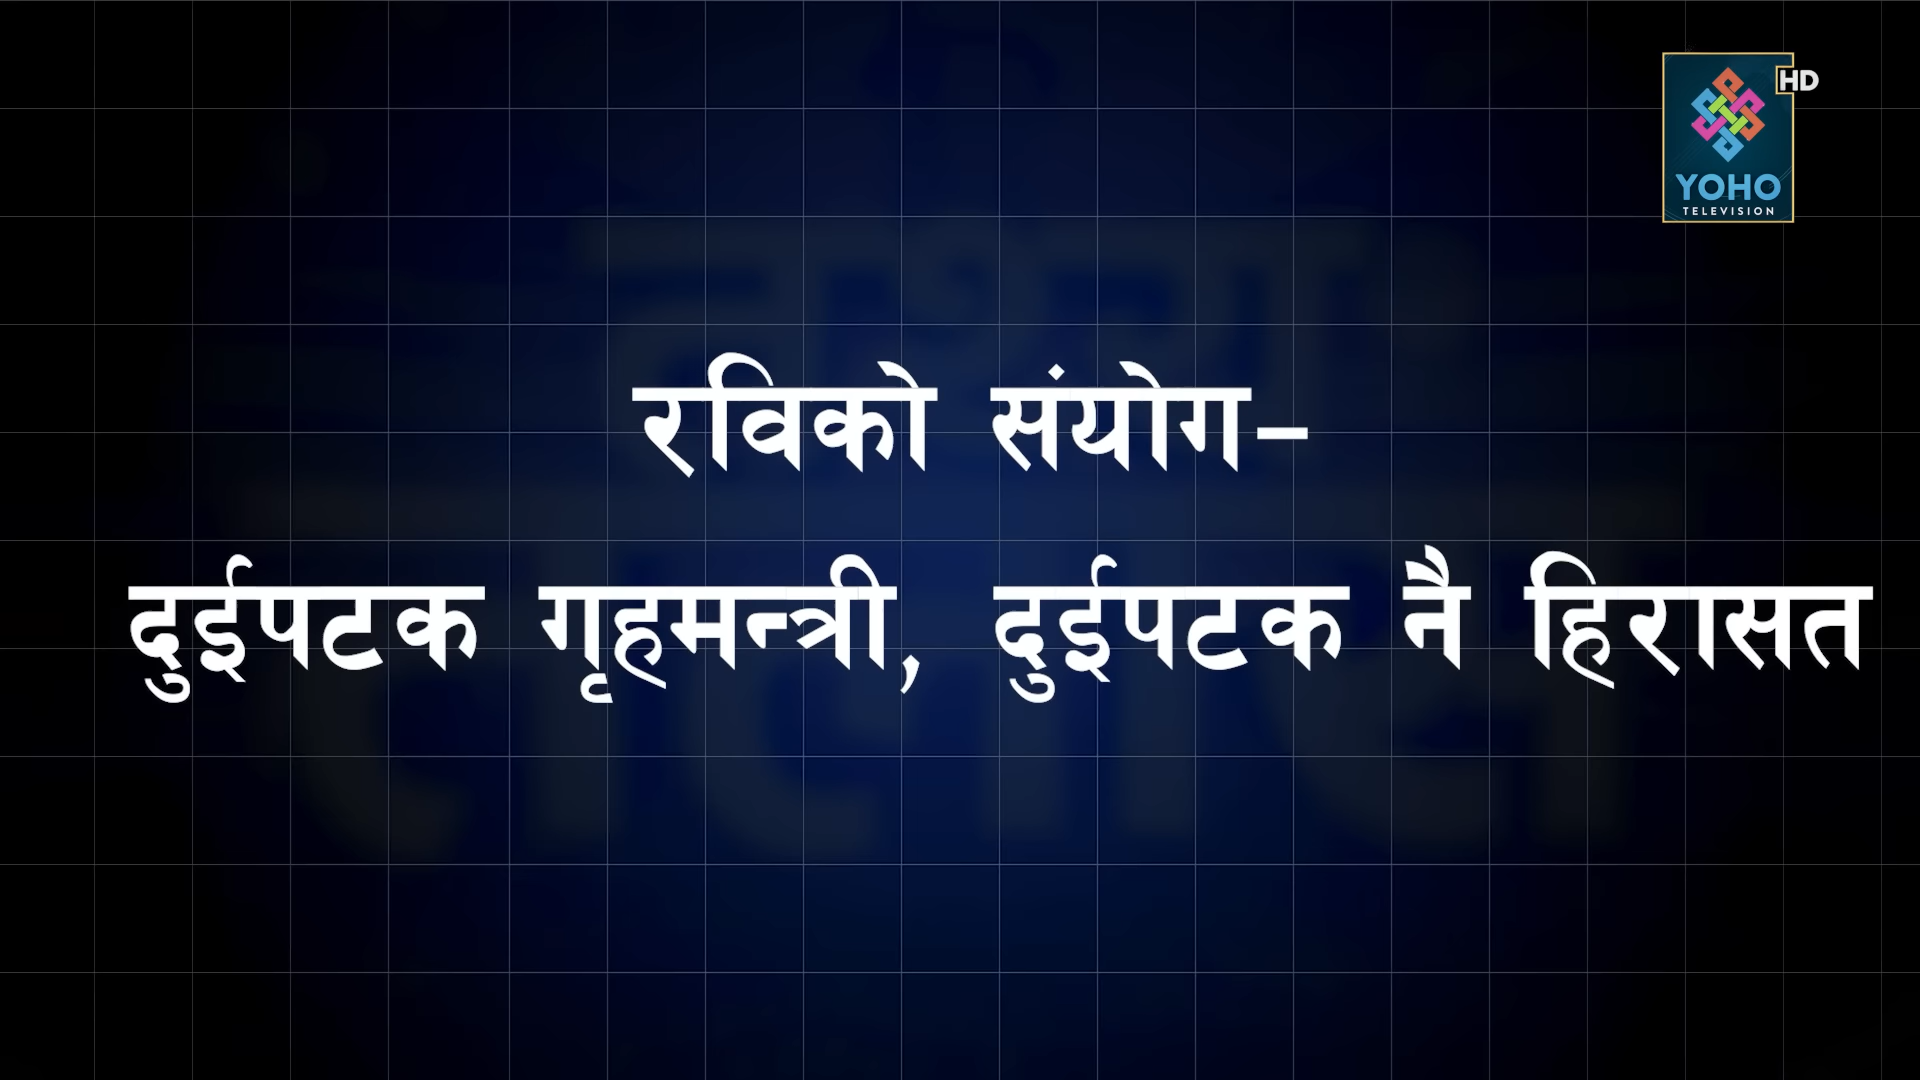 HD
YOHO
TELEVISION
रविको संयोग-
दुईपटक गृहमन्त्री, दुईपटक नै हिरासत